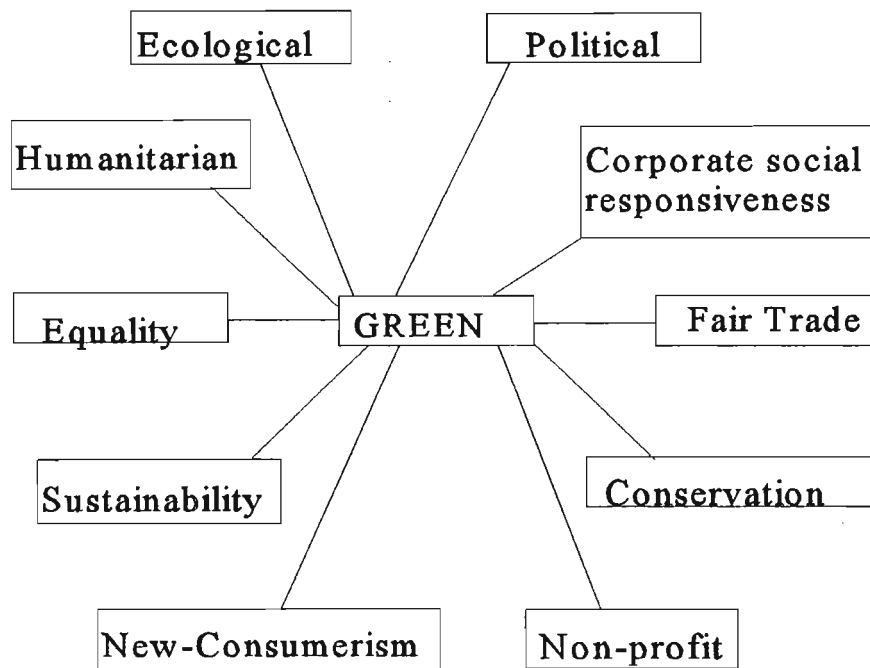 Ecological
Political
Humanitarian
Corporate social
responsiveness
Equality
GREEN
Fair Trade
Sustainability
Conservation
New-Consumerism
Non-profit